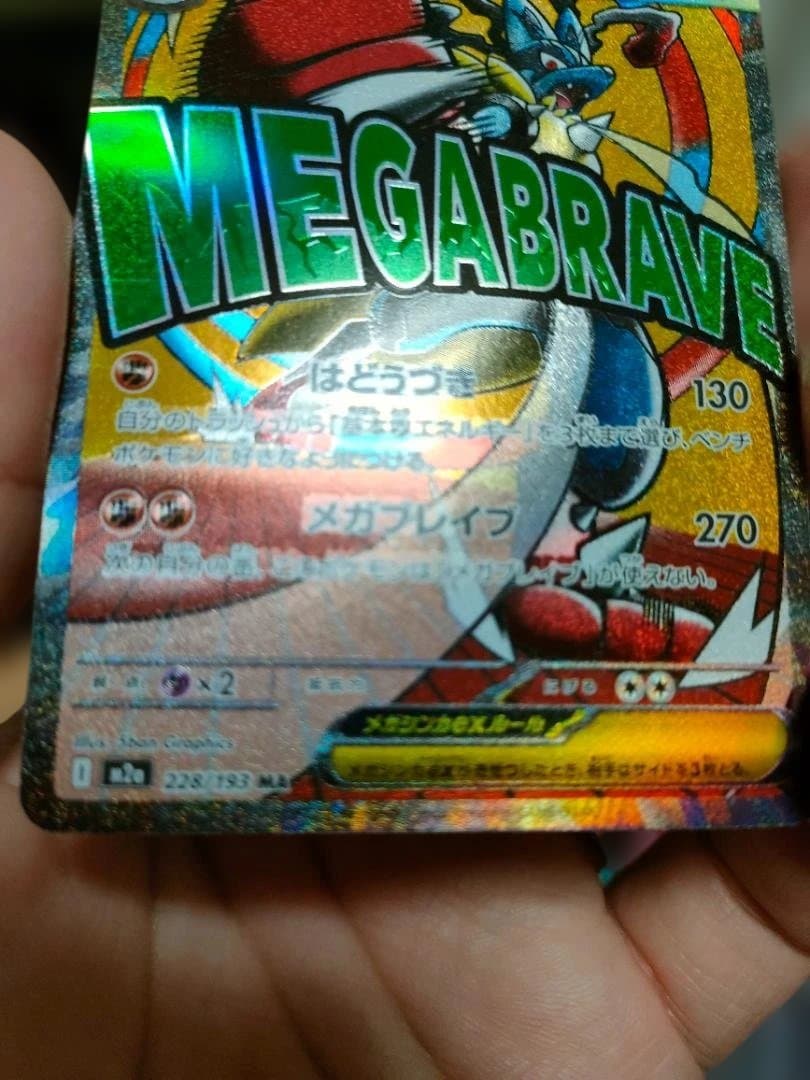 MEGABRAVE
はどうづき 130
自分のトラッシュから「基本闘エネルギー」を3枚まで選び、ベンチ
ポケモンに好きなようにつける。
メガブレイブ 270
次の自分の番、このポケモンは「メガブレイブ」が使えない。
弱点 ×2 抵抗力 にげる
メガシンカexルール
Illus. 5ban Graphics
I m2a 228/193 MA